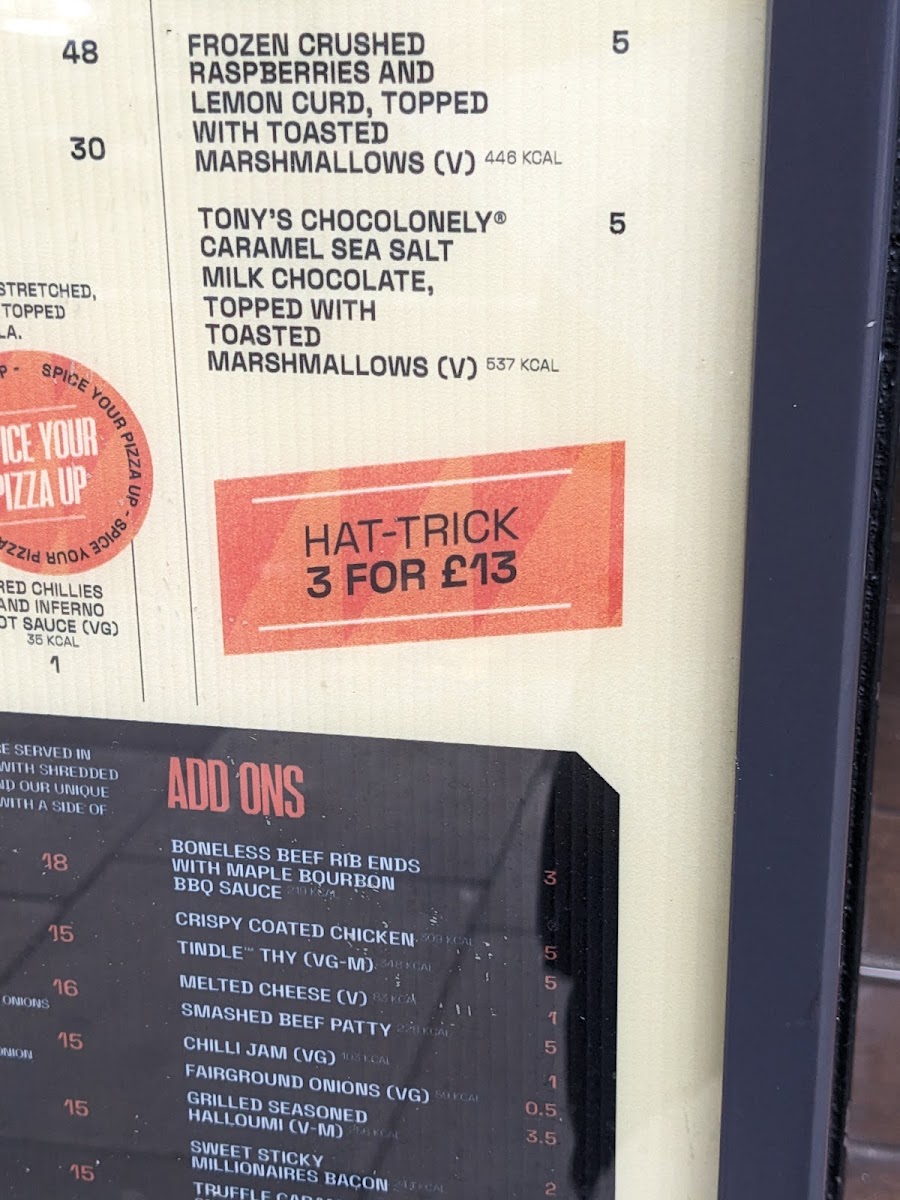 48
30
STRETCHED,
TOPPED
LA.
SPICE YOUR PIZZA UP - SPICE YOUR PIZZA
ICE YOUR
PIZZA UP
RED CHILLIES
AND INFERNO
OT SAUCE (VG)
35 KCAL
1
FROZEN CRUSHED 5
RASPBERRIES AND
LEMON CURD, TOPPED
WITH TOASTED
MARSHMALLOWS (V) 446 KCAL
TONY'S CHOCOLONELY® 5
CARAMEL SEA SALT
MILK CHOCOLATE,
TOPPED WITH
TOASTED
MARSHMALLOWS (V) 537 KCAL
HAT-TRICK
3 FOR £13
RE SERVED IN
WITH SHREDDED
ND OUR UNIQUE
WITH A SIDE OF
18
15
16
ONIONS
15
ONION
15
15
ADD ONS
BONELESS BEEF RIB ENDS
WITH MAPLE BOURBON 3
BBQ SAUCE
CRISPY COATED CHICKEN 5
TINDLE™ THY (VG-M) 5
MELTED CHEESE (V) 1
SMASHED BEEF PATTY 5
CHILLI JAM (VG) 1
FAIRGROUND ONIONS (VG) 0.5
GRILLED SEASONED
HALLOUMI (V-M) 3.5
SWEET STICKY
MILLIONAIRES BACON 2
TRUFFLE